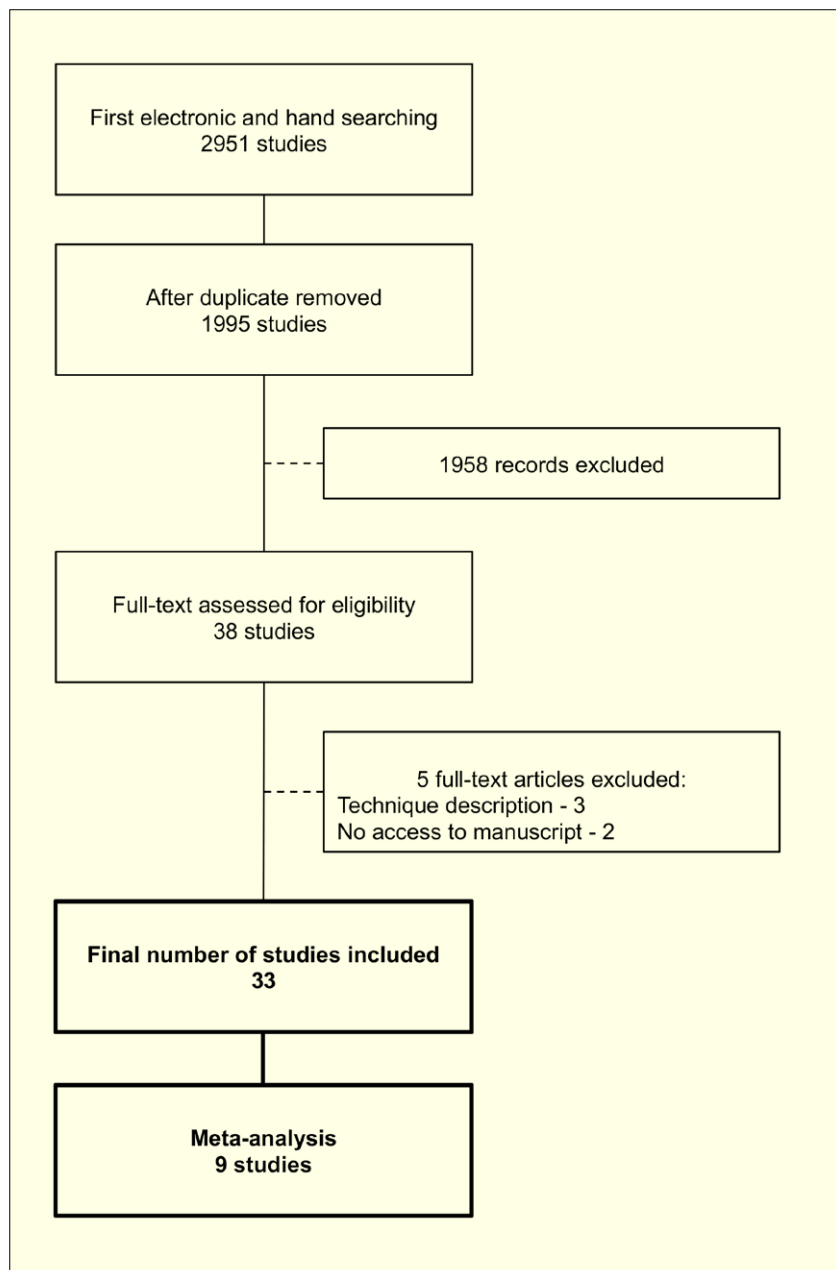 First electronic and hand searching
2951 studies
After duplicate removed
1995 studies
1958 records excluded
Full-text assessed for eligibility
38 studies
5 full-text articles excluded:
Technique description - 3
No access to manuscript - 2
Final number of studies included
33
Meta-analysis
9 studies